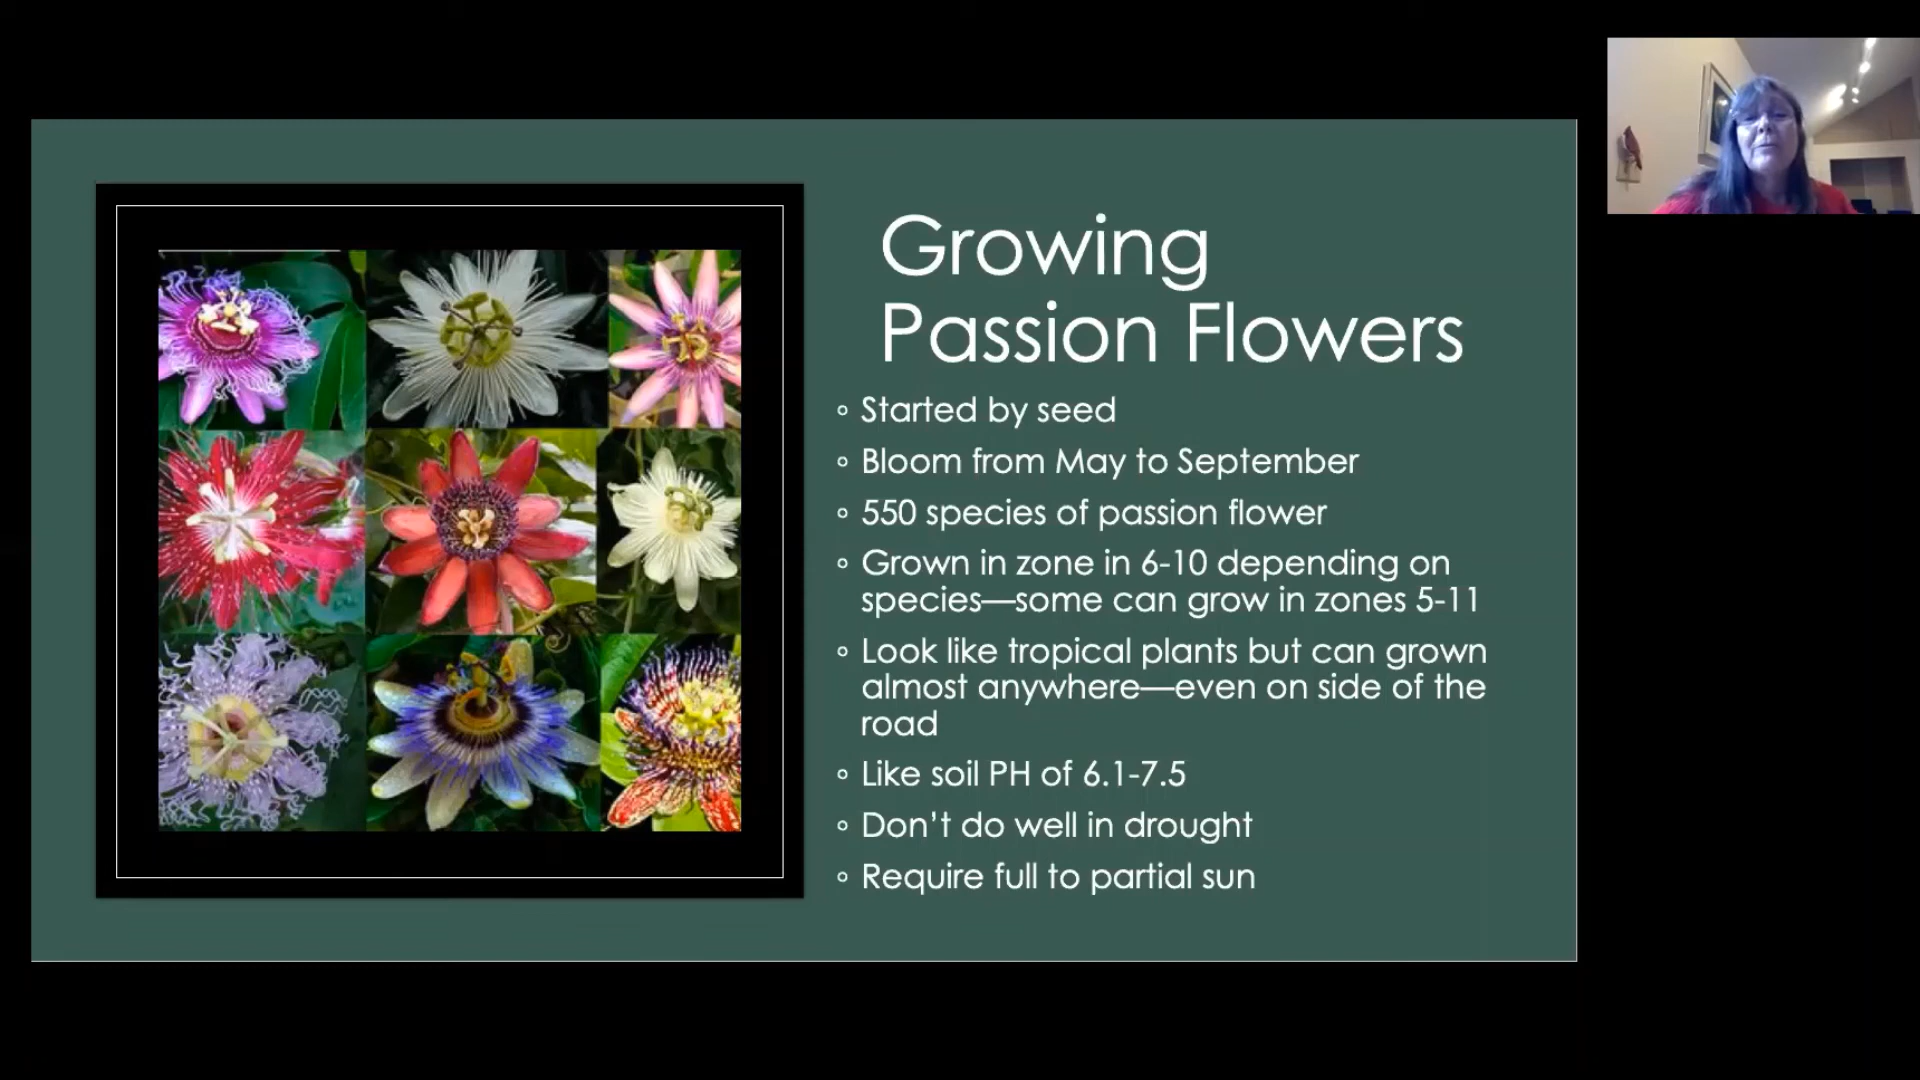 Growing
Passion Flowers
◦ Started by seed
◦ Bloom from May to September
◦ 550 species of passion flower
◦ Grown in zone in 6-10 depending on
species—some can grow in zones 5-11
◦ Look like tropical plants but can grown
almost anywhere—even on side of the
road
◦ Like soil PH of 6.1-7.5
◦ Don’t do well in drought
◦ Require full to partial sun